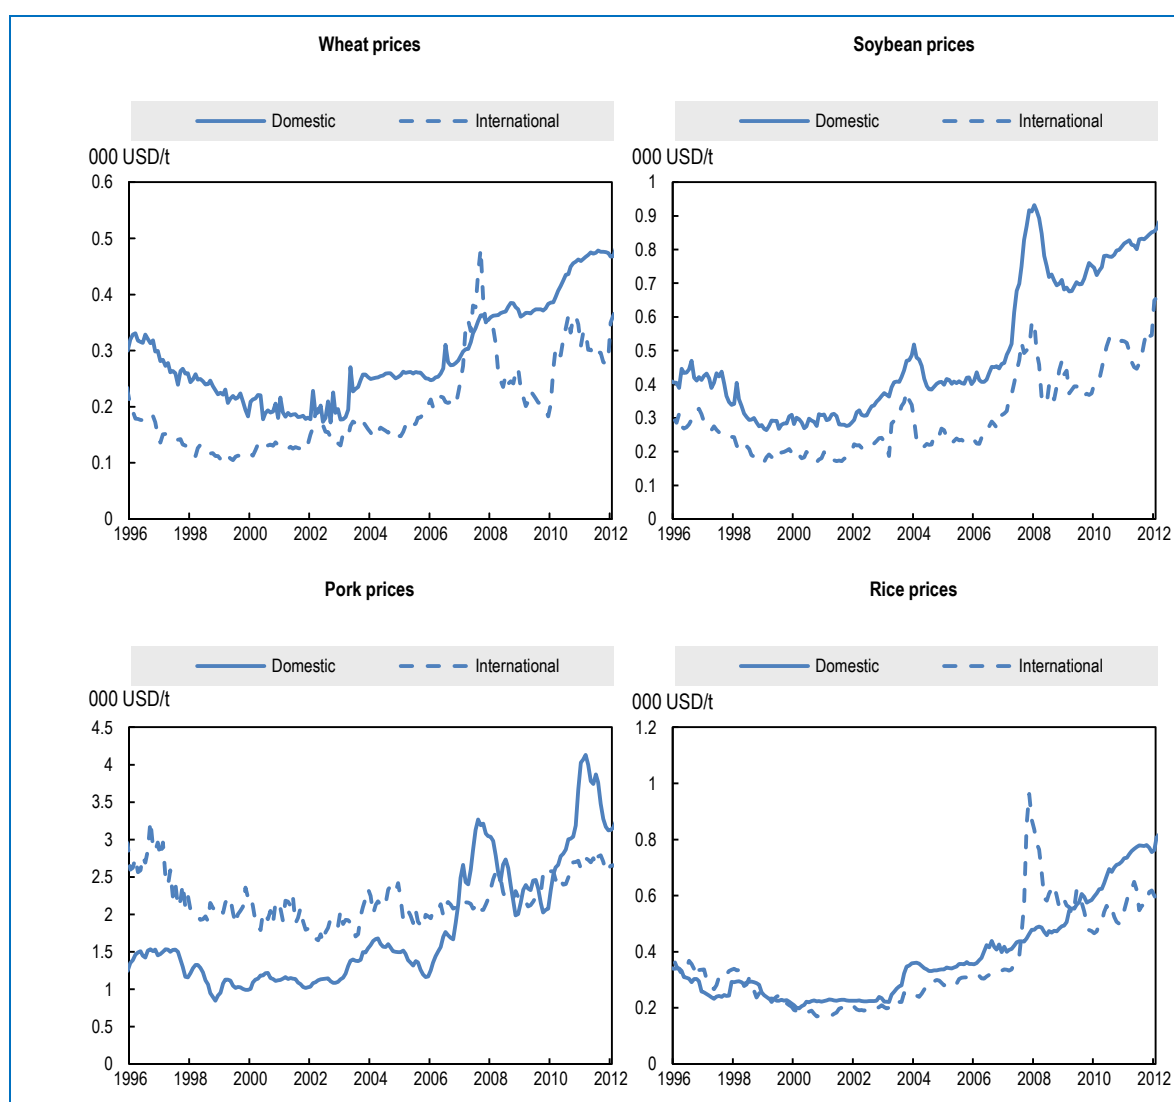 Wheat prices
Soybean prices
Domestic
International
Domestic
International
000 USD/t
000 USD/t
0.6
0.5
0.4
0.3
0.2
0.1
0
1996 1998 2000 2002 2004 2006 2008 2010 2012
1
0.9
0.8
0.7
0.6
0.5
0.4
0.3
0.2
0.1
0
1996 1998 2000 2002 2004 2006 2008 2010 2012
Pork prices
Rice prices
Domestic
International
Domestic
International
000 USD/t
000 USD/t
4.5
4
3.5
3
2.5
2
1.5
1
0.5
0
1996 1998 2000 2002 2004 2006 2008 2010 2012
1.2
1
0.8
0.6
0.4
0.2
0
1996 1998 2000 2002 2004 2006 2008 2010 2012